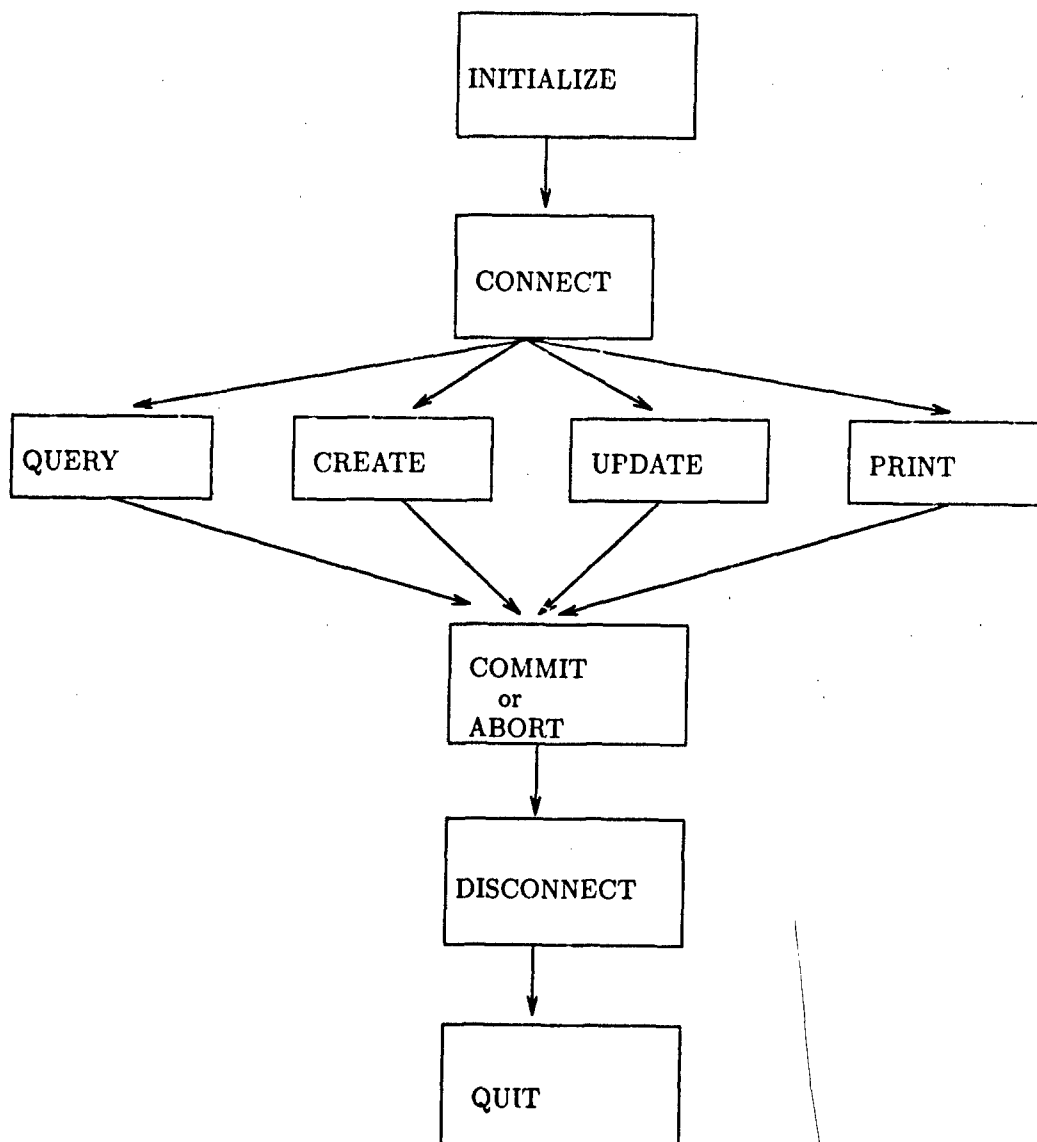 INITIALIZE
CONNECT
QUERY
CREATE
UPDATE
PRINT
COMMIT
or
ABORT
DISCONNECT
QUIT